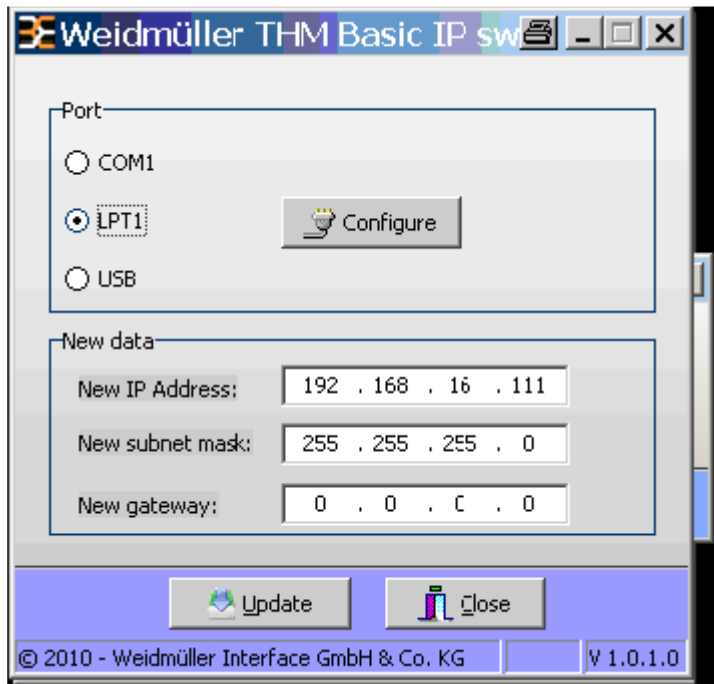 Weidmüller THM Basic IP sw
Port
COM1
LPT1
Configure
USB
New data
New IP Address: 192 . 168 . 16 . 111
New subnet mask: 255 . 255 . 255 . 0
New gateway: 0 . 0 . 0 . 0
Update Close
© 2010 - Weidmüller Interface GmbH & Co. KG V 1.0.1.0